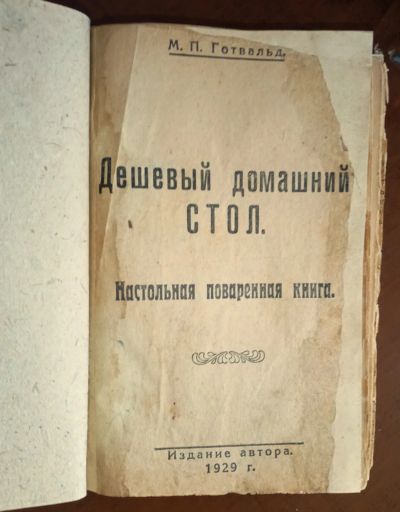 М. П. Готвальд.
Дешевый домашний
СТОЛ.
Настольная поваренная книга.
Издание автора.
1929 г.